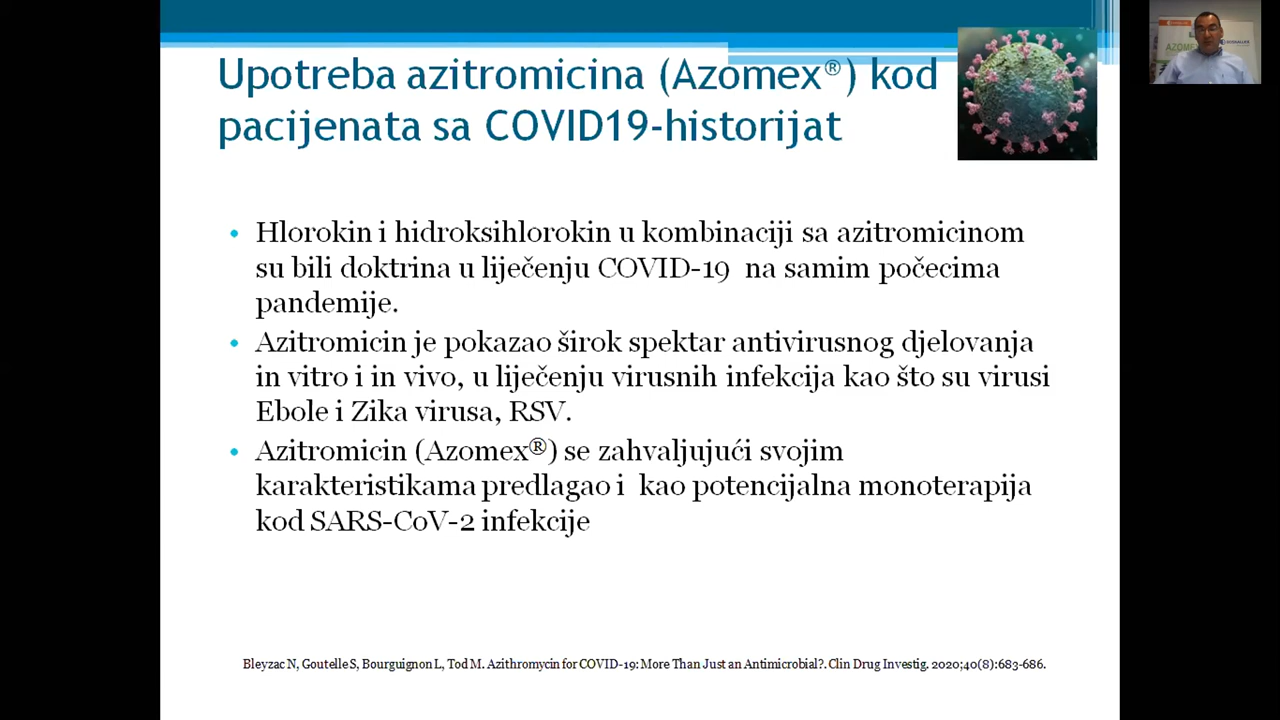 Upotreba azitromicina (Azomex®) kod
pacijenata sa COVID19-historijat
• Hlorokin i hidroksihlorokin u kombinaciji sa azitromicinom
su bili doktrina u liječenju COVID-19 na samim počecima
pandemije.
• Azitromicin je pokazao širok spektar antivirusnog djelovanja
in vitro i in vivo, u liječenju virusnih infekcija kao što su virusi
Ebole i Zika virusa, RSV.
• Azitromicin (Azomex®) se zahvaljujući svojim
karakteristikama predlagao i kao potencijalna monoterapija
kod SARS-CoV-2 infekcije
Bleyzac N, Goutelle S, Bourguignon L, Tod M. Azithromycin for COVID-19: More Than Just an Antimicrobial?. Clin Drug Investig. 2020;40(8):683-686.